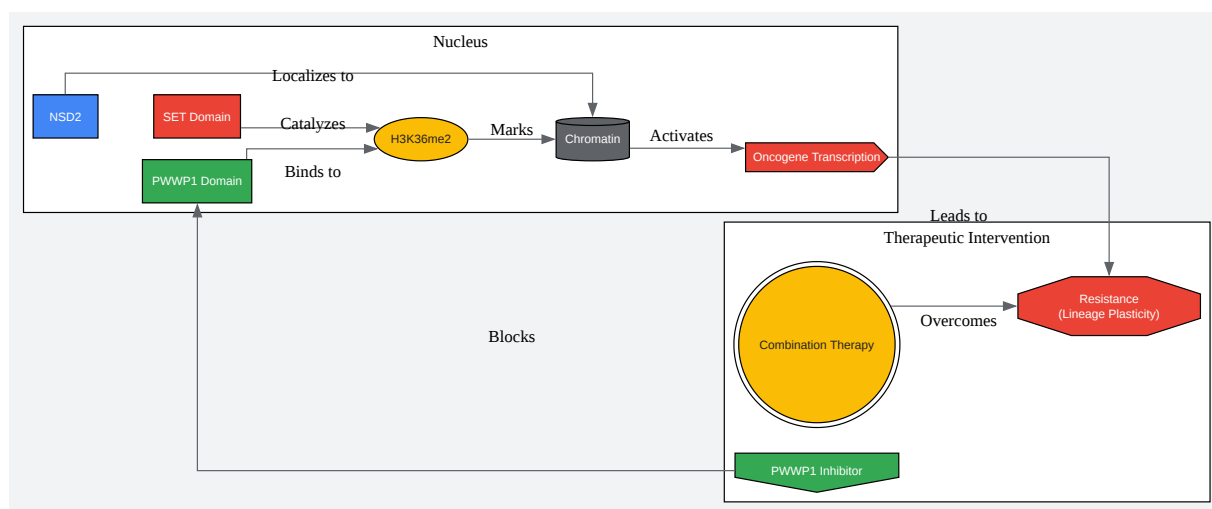 Nucleus
Localizes to
NSD2
SET Domain
Catalyzes
H3K36me2
Marks
Chromatin
Activates
Oncogene Transcription
PWWP1 Domain
Binds to
Leads to
Therapeutic Intervention
Resistance
(Lineage Plasticity)
Overcomes
Combination Therapy
Blocks
PWWP1 Inhibitor